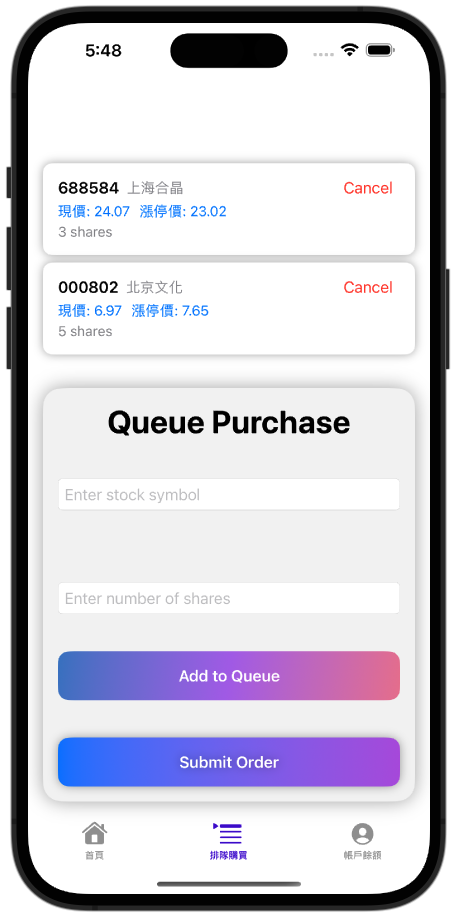 5:48
688584 上海合晶 Cancel
現價: 24.07 漲停價: 23.02
3 shares
000802 北京文化 Cancel
現價: 6.97 漲停價: 7.65
5 shares
Queue Purchase
Enter stock symbol
Enter number of shares
Add to Queue
Submit Order
首頁 排隊購買 帳戶餘額